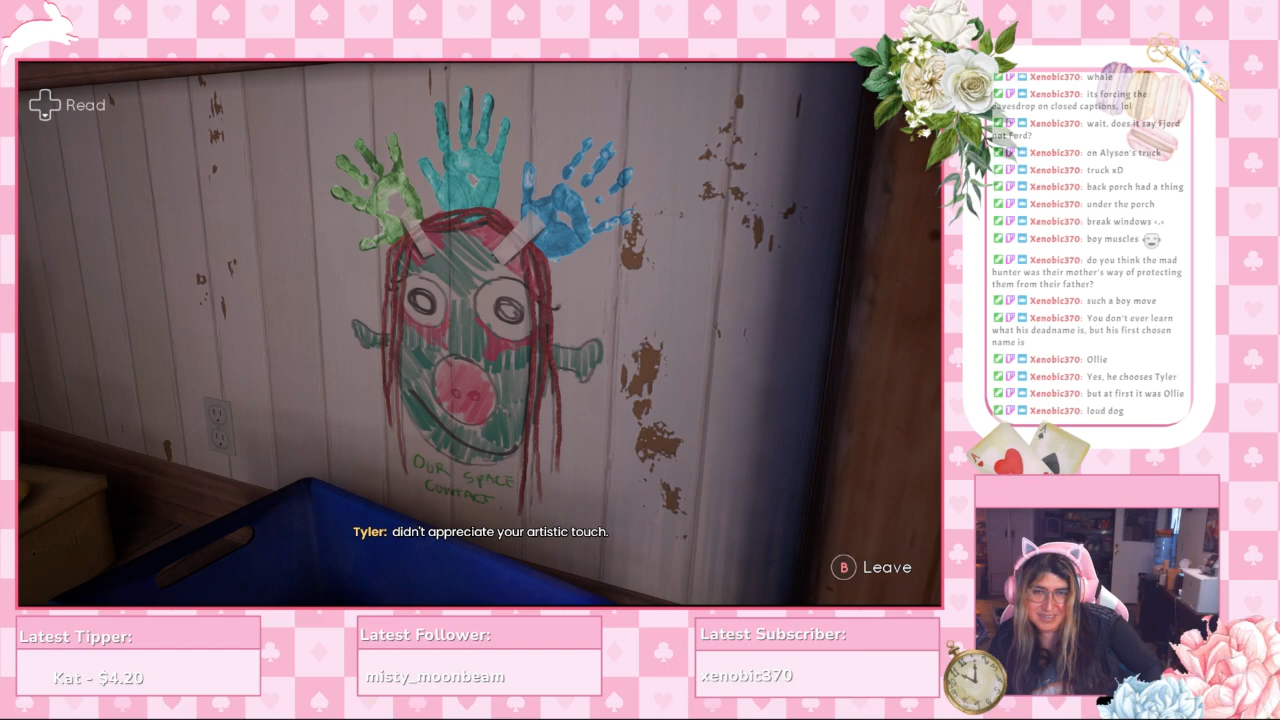 Read
OUR SPACE
CONTACT
Tyler: didn't appreciate your artistic touch.
B Leave
Xenobic370: whale
Xenobic370: its forcing the
eavesdrop on closed captions, lol
Xenobic370: wait, does it say Fjord
not Ford?
Xenobic370: on Alyson's truck
Xenobic370: truck xD
Xenobic370: back porch had a thing
Xenobic370: under the porch
Xenobic370: break windows <.<
Xenobic370: boy muscles
Xenobic370: do you think the mad
hunter was their mother's way of protecting
them from their father?
Xenobic370: such a boy move
Xenobic370: You don't ever learn
what his deadname is, but his first chosen
name is
Xenobic370: Ollie
Xenobic370: Yes, he chooses Tyler
Xenobic370: but at first it was Ollie
Xenobic370: loud dog
A
A
Latest Tipper:
Kat - $4.20
Latest Follower:
misty_moonbeam
Latest Subscriber:
xenobic370